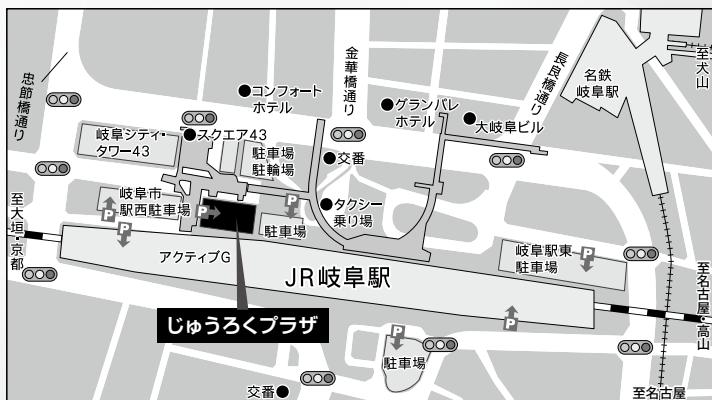 忠節橋通り
金華橋通り
長良橋通り
名鉄
岐阜駅
至犬山
コンフォート
ホテル
グランパレ
ホテル
大岐阜ビル
岐阜シティ・
タワー43
スクエア43
駐車場
駐輪場
交番
岐阜市
駅西駐車場
P
P
P
P
タクシー
乗り場
駐車場
至大垣・京都
アクティブG
JR岐阜駅
岐阜駅東
駐車場
P
P
至名古屋・高山
じゅうろくプラザ
P
駐車場
交番
至名古屋